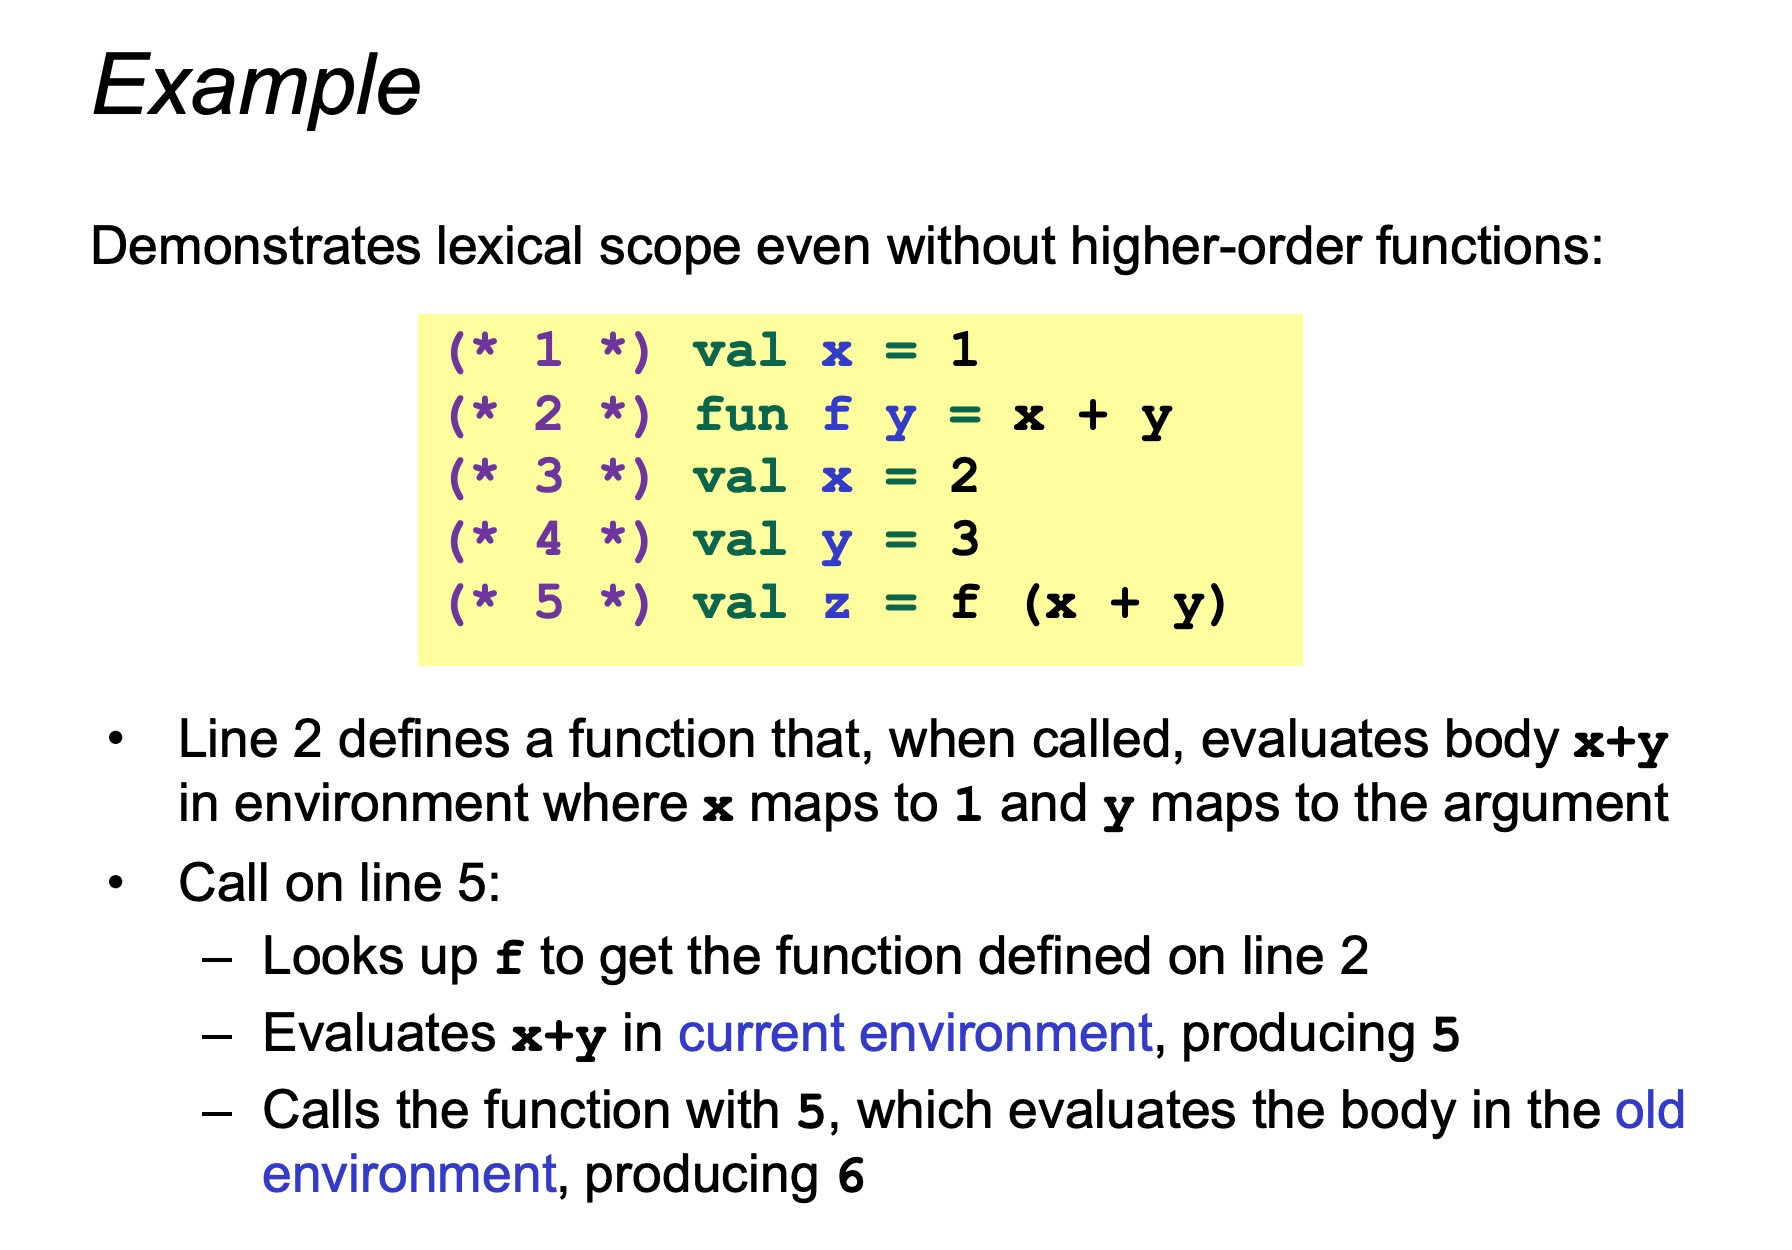 Example
Demonstrates lexical scope even without higher-order functions:
(* 1 *) val x = 1
(* 2 *) fun f y = x + y
(* 3 *) val x = 2
(* 4 *) val y = 3
(* 5 *) val z = f (x + y)
• Line 2 defines a function that, when called, evaluates body x+y
in environment where x maps to 1 and y maps to the argument
• Call on line 5:
– Looks up f to get the function defined on line 2
– Evaluates x+y in current environment, producing 5
– Calls the function with 5, which evaluates the body in the old
environment, producing 6